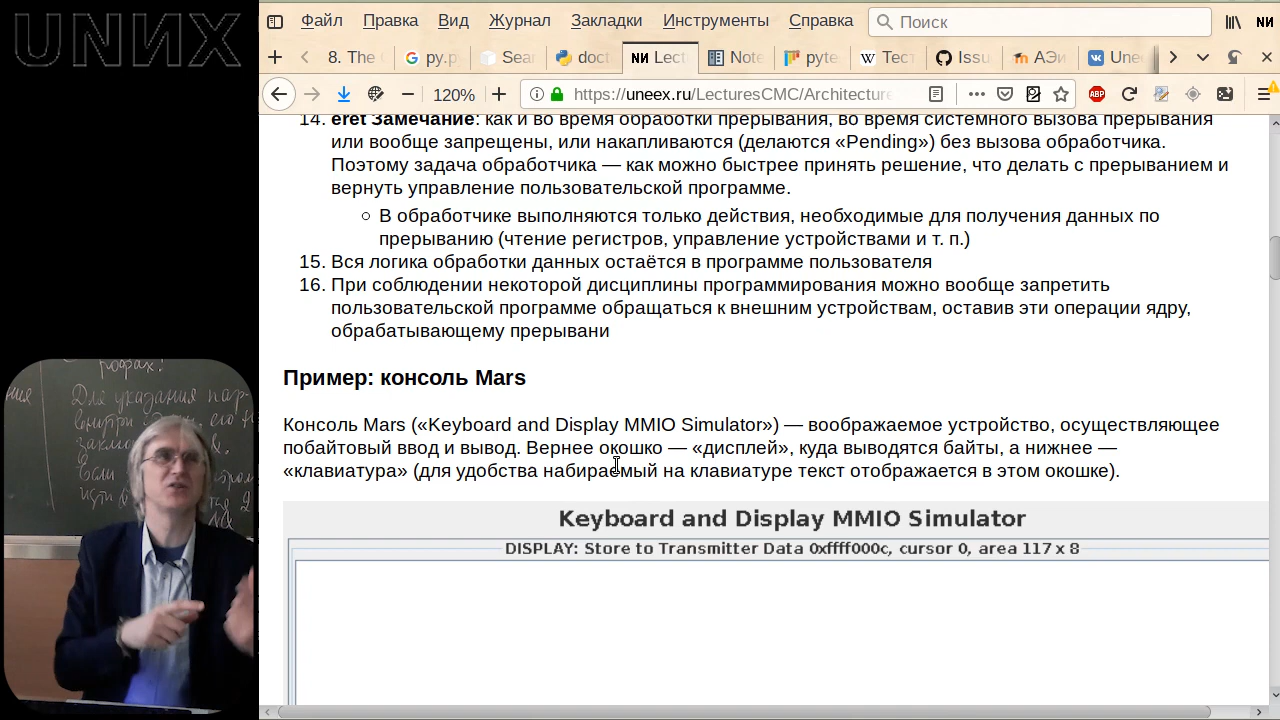 UNIX
Файл Правка Вид Журнал Закладки Инструменты Справка Поиск
8. The py.p Sear doct Lect Note pyte Тест Issu АЭи Une
120% https://uneex.ru/LecturesCMC/Architecture
14. eret Замечание: как и во время обработки прерывания, во время системного вызова прерывания
или вообще запрещены, или накапливаются (делаются «Pending») без вызова обработчика.
Поэтому задача обработчика — как можно быстрее принять решение, что делать с прерыванием и
вернуть управление пользовательской программе.
В обработчике выполняются только действия, необходимые для получения данных по
прерыванию (чтение регистров, управление устройствами и т. п.)
15. Вся логика обработки данных остаётся в программе пользователя
16. При соблюдении некоторой дисциплины программирования можно вообще запретить
пользовательской программе обращаться к внешним устройствам, оставив эти операции ядру,
обрабатывающему прерывани
Пример: консоль Mars
Консоль Mars («Keyboard and Display MMIO Simulator») — воображаемое устройство, осуществляющее
побайтовый ввод и вывод. Вернее окошко — «дисплей», куда выводятся байты, а нижнее —
«клавиатура» (для удобства набираемый на клавиатуре текст отображается в этом окошке).
Keyboard and Display MMIO Simulator
DISPLAY: Store to Transmitter Data 0xffff000c, cursor 0, area 117 x 8
Для указания